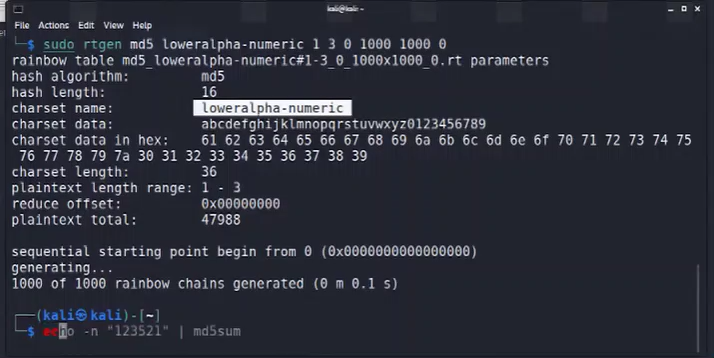 kali@kali: ~
File Actions Edit View Help
└─$ sudo rtgen md5 loweralpha-numeric 1 3 0 1000 1000 0
rainbow table md5_loweralpha-numeric#1-3_0_1000x1000_0.rt parameters
hash algorithm: md5
hash length: 16
charset name: loweralpha-numeric
charset data: abcdefghijklmnopqrstuvwxyz0123456789
charset data in hex: 61 62 63 64 65 66 67 68 69 6a 6b 6c 6d 6e 6f 70 71 72 73 74 75
76 77 78 79 7a 30 31 32 33 34 35 36 37 38 39
charset length: 36
plaintext length range: 1 - 3
reduce offset: 0x00000000
plaintext total: 47988
sequential starting point begin from 0 (0x0000000000000000)
generating...
1000 of 1000 rainbow chains generated (0 m 0.1 s)
┌──(kali㉿kali)-[~]
└─$ echo -n "123521" | md5sum